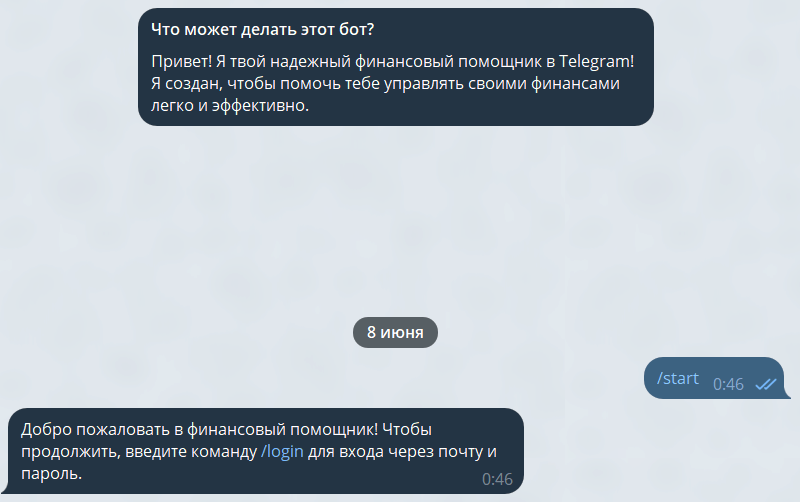 Что может делать этот бот?
Привет! Я твой надежный финансовый помощник в Telegram!
Я создан, чтобы помочь тебе управлять своими финансами
легко и эффективно.
8 июня
/start 0:46
Добро пожаловать в финансовый помощник! Чтобы
продолжить, введите команду /login для входа через почту и
пароль. 0:46